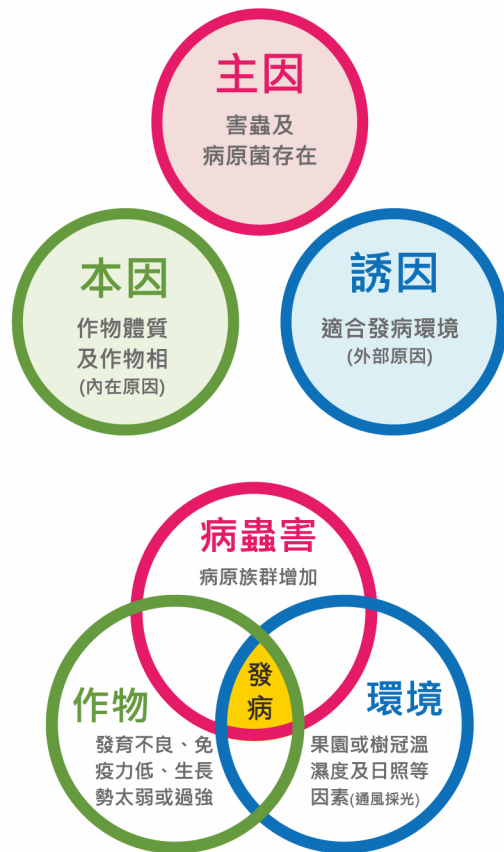 主因
害蟲及
病原菌存在
本因
作物體質
及作物相
(內在原因)
誘因
適合發病環境
(外部原因)
病蟲害
病原族群增加
發
病
作物
發育不良、免
疫力低、生長
勢太弱或過強
環境
果園或樹冠溫
濕度及日照等
因素(通風採光)